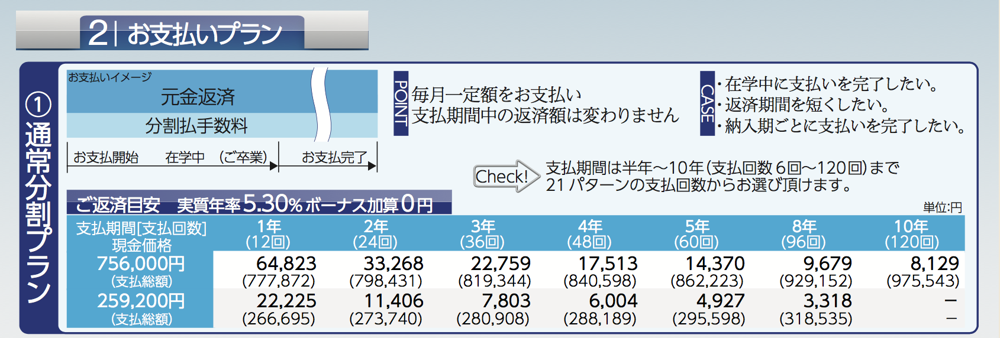 2 | お支払いプラン
①通常分割プラン
お支払いイメージ
元金返済
分割払手数料
お支払開始 在学中 （ご卒業） お支払完了
POINT
毎月一定額をお支払い
支払期間中の返済額は変わりません
CASE
・在学中に支払いを完了したい。
・返済期間を短くしたい。
・納入期ごとに支払いを完了したい。
Check!
支払期間は半年～10年（支払回数6回～120回）まで
21パターンの支払回数からお選び頂けます。
ご返済目安 実質年率5.30%ボーナス加算0円
単位:円
支払期間[支払回数] 1年 2年 3年 4年 5年 8年 10年
現金価格 (12回) (24回) (36回) (48回) (60回) (96回) (120回)
756,000円 64,823 33,268 22,759 17,513 14,370 9,679 8,129
(支払総額) (777,872) (798,431) (819,344) (840,598) (862,223) (929,152) (975,543)
259,200円 22,225 11,406 7,803 6,004 4,927 3,318 －
(支払総額) (266,695) (273,740) (280,908) (288,189) (295,598) (318,535) －